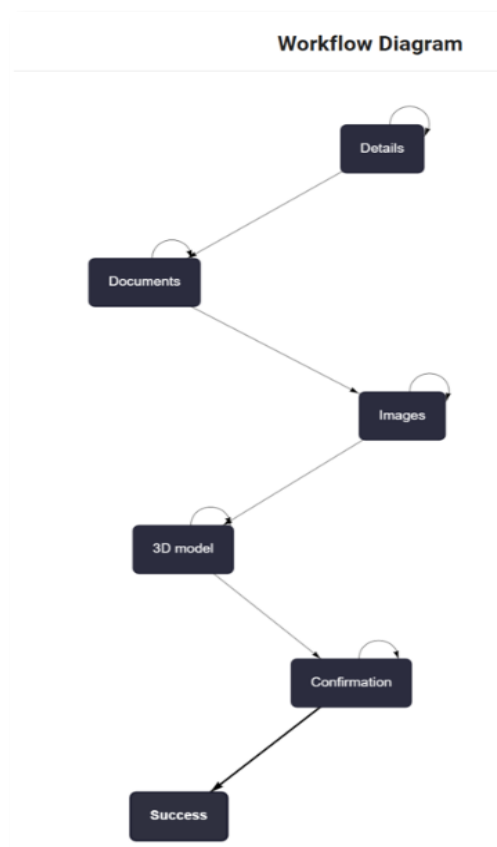 Workflow Diagram
Details
Documents
Images
3D model
Confirmation
Success